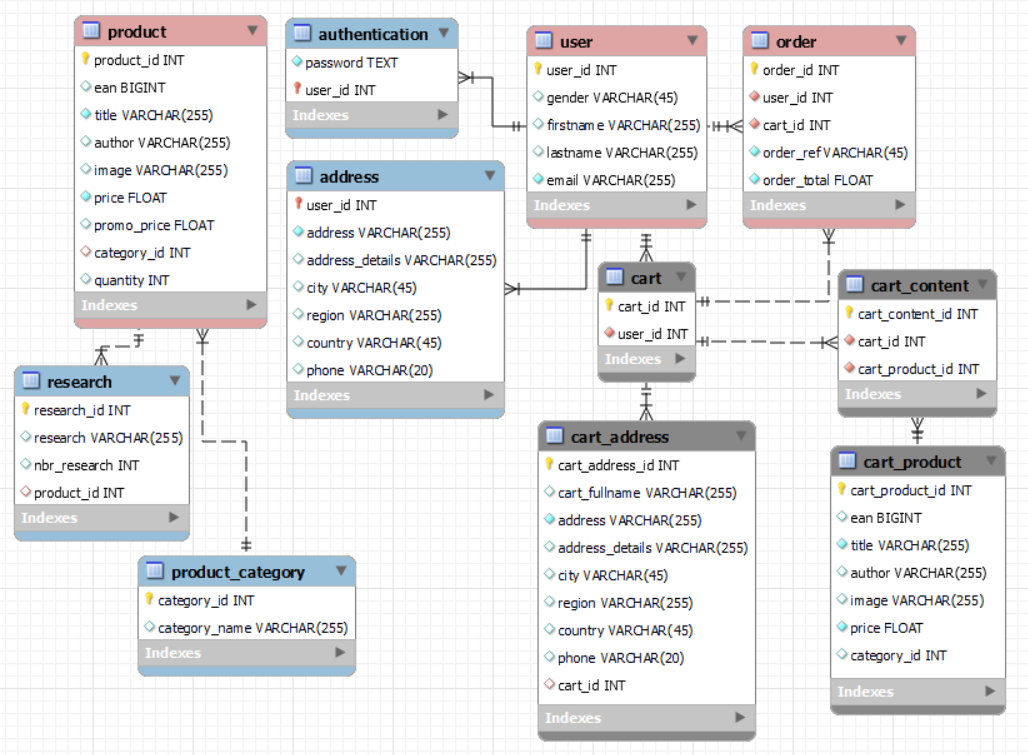 product
product_id INT
ean BIGINT
title VARCHAR(255)
author VARCHAR(255)
image VARCHAR(255)
price FLOAT
promo_price FLOAT
category_id INT
quantity INT
Indexes
authentication
password TEXT
user_id INT
Indexes
user
user_id INT
gender VARCHAR(45)
firstname VARCHAR(255)
lastname VARCHAR(255)
email VARCHAR(255)
Indexes
order
order_id INT
user_id INT
cart_id INT
order_ref VARCHAR(45)
order_total FLOAT
Indexes
address
user_id INT
address VARCHAR(255)
address_details VARCHAR(255)
city VARCHAR(45)
region VARCHAR(255)
country VARCHAR(45)
phone VARCHAR(20)
Indexes
cart
cart_id INT
user_id INT
Indexes
cart_content
cart_content_id INT
cart_id INT
cart_product_id INT
Indexes
research
research_id INT
research VARCHAR(255)
nbr_research INT
product_id INT
Indexes
cart_address
cart_address_id INT
cart_fullname VARCHAR(255)
address VARCHAR(255)
address_details VARCHAR(255)
city VARCHAR(45)
region VARCHAR(255)
country VARCHAR(45)
phone VARCHAR(20)
cart_id INT
Indexes
cart_product
cart_product_id INT
ean BIGINT
title VARCHAR(255)
author VARCHAR(255)
image VARCHAR(255)
price FLOAT
category_id INT
Indexes
product_category
category_id INT
category_name VARCHAR(255)
Indexes